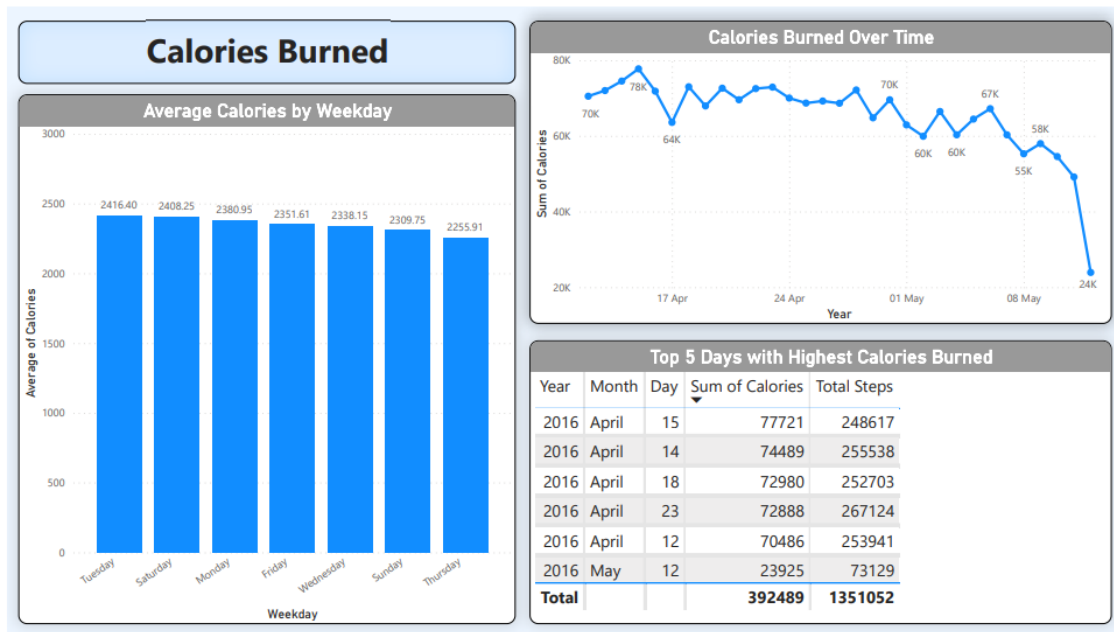 Calories Burned
Average Calories by Weekday
3000
2500
2000
1500
1000
500
0
Average of Calories
2416.40 2408.25 2380.95 2351.61 2338.15 2309.75 2255.91
Tuesday Saturday Monday Friday Wednesday Sunday Thursday
Weekday
Calories Burned Over Time
80K
60K
40K
20K
Sum of Calories
70K 78K 64K 70K 60K 60K 67K 55K 58K 24K
17 Apr 24 Apr 01 May 08 May
Year
Top 5 Days with Highest Calories Burned
Year Month Day Sum of Calories Total Steps
2016 April 15 77721 248617
2016 April 14 74489 255538
2016 April 18 72980 252703
2016 April 23 72888 267124
2016 April 12 70486 253941
2016 May 12 23925 73129
Total 392489 1351052